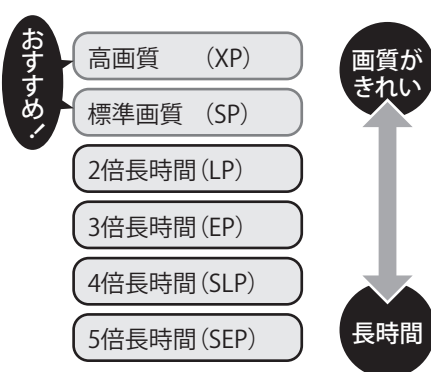 おすすめ！
高画質　（XP）
標準画質　（SP）
2倍長時間（LP）
3倍長時間（EP）
4倍長時間（SLP）
5倍長時間（SEP）
画質が
きれい
長時間